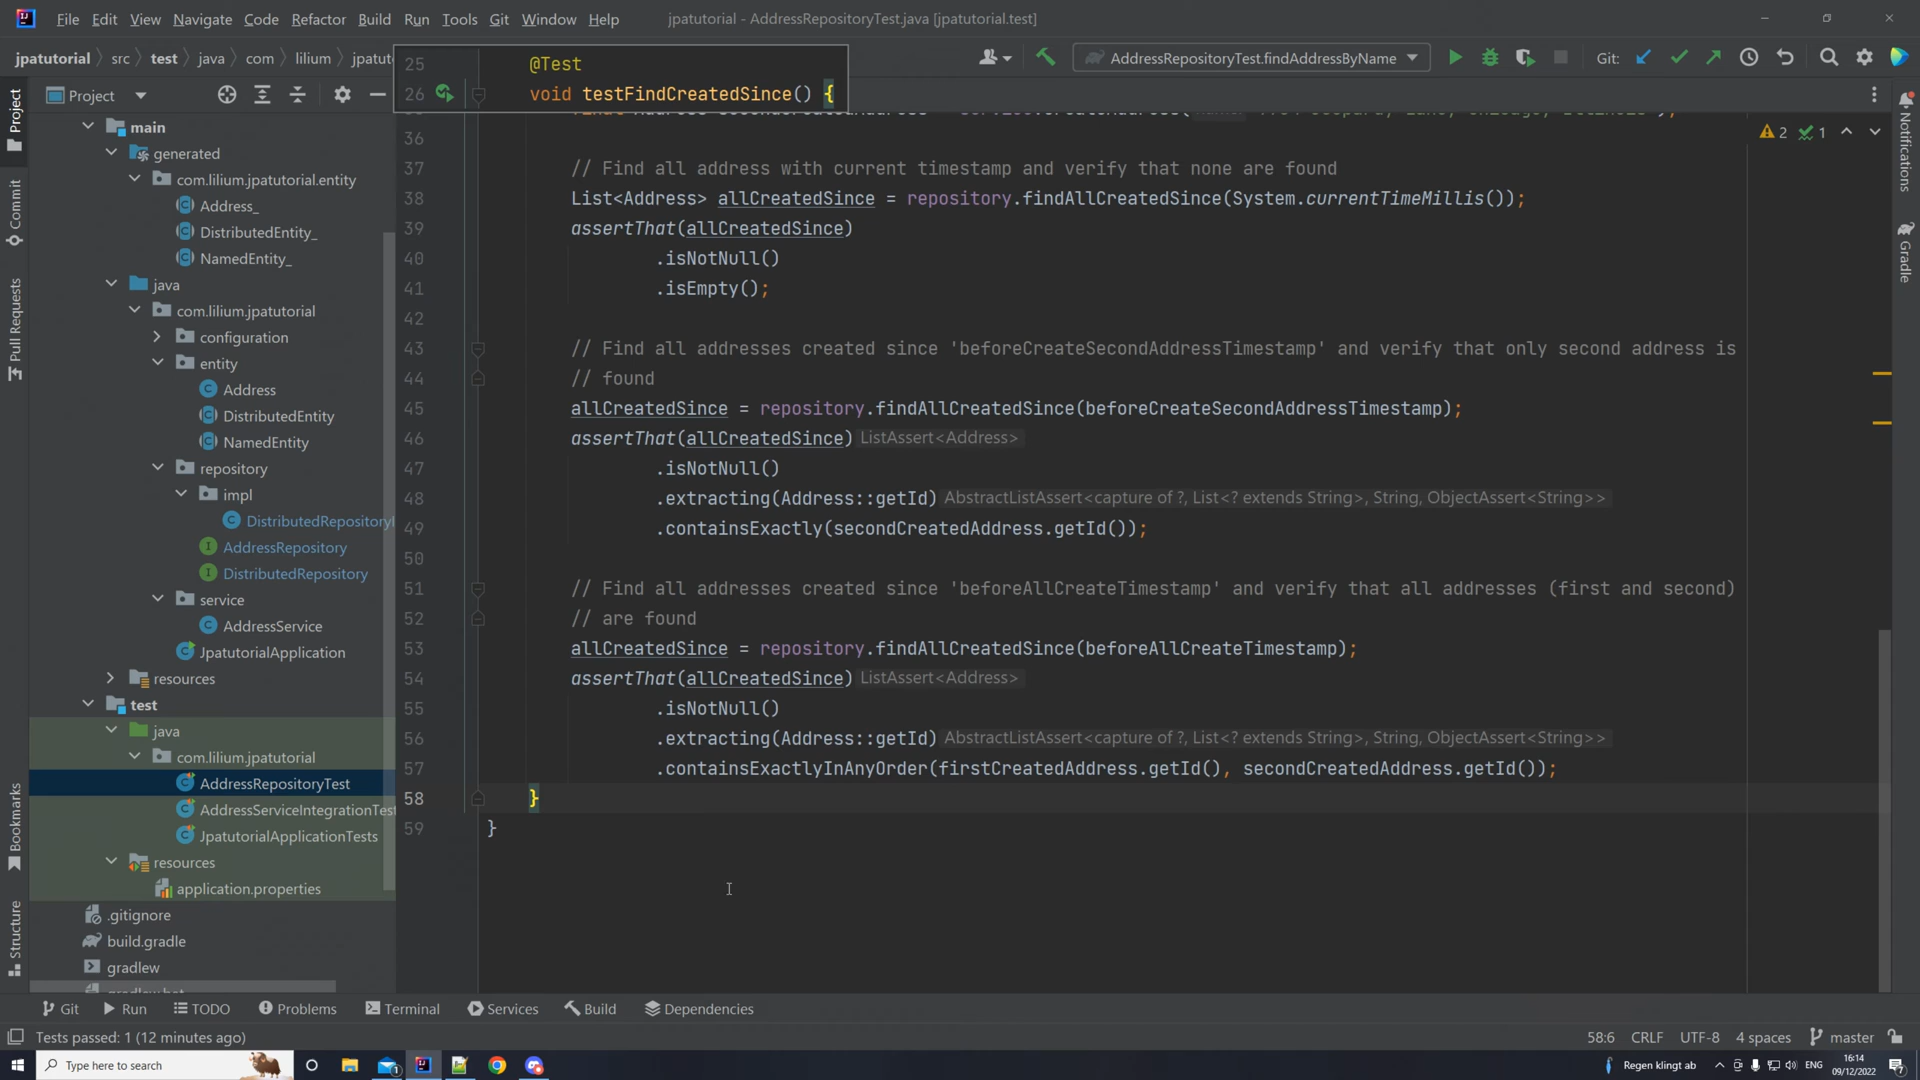 File Edit View Navigate Code Refactor Build Run Tools Git Window Help jpatutorial - AddressRepositoryTest.java [jpatutorial.test]
jpatutorial src test java com lilium jpatut
AddressRepositoryTest.findAddressByName Git:
25 @Test
26 void testFindCreatedSince() {
Project
2 1
main
generated
com.lilium.jpatutorial.entity
Address_
DistributedEntity_
NamedEntity_
java
com.lilium.jpatutorial
configuration
entity
Address
DistributedEntity
NamedEntity
repository
impl
DistributedRepositoryI
AddressRepository
DistributedRepository
service
AddressService
JpatutorialApplication
resources
test
java
com.lilium.jpatutorial
AddressRepositoryTest
AddressServiceIntegrationTest
JpatutorialApplicationTests
resources
application.properties
.gitignore
build.gradle
gradlew
36
37 // Find all address with current timestamp and verify that none are found
38 List<Address> allCreatedSince = repository.findAllCreatedSince(System.currentTimeMillis());
39 assertThat(allCreatedSince)
40 .isNotNull()
41 .isEmpty();
42
43 // Find all addresses created since 'beforeCreateSecondAddressTimestamp' and verify that only second address is
44 // found
45 allCreatedSince = repository.findAllCreatedSince(beforeCreateSecondAddressTimestamp);
46 assertThat(allCreatedSince) ListAssert<Address>
47 .isNotNull()
48 .extracting(Address::getId) AbstractListAssert<capture of ?, List<? extends String>, String, ObjectAssert<String>>
49 .containsExactly(secondCreatedAddress.getId());
50
51 // Find all addresses created since 'beforeAllCreateTimestamp' and verify that all addresses (first and second)
52 // are found
53 allCreatedSince = repository.findAllCreatedSince(beforeAllCreateTimestamp);
54 assertThat(allCreatedSince) ListAssert<Address>
55 .isNotNull()
56 .extracting(Address::getId) AbstractListAssert<capture of ?, List<? extends String>, String, ObjectAssert<String>>
57 .containsExactlyInAnyOrder(firstCreatedAddress.getId(), secondCreatedAddress.getId());
58 }
59 }
Project
Commit
Pull Requests
Bookmarks
Structure
Notifications
Gradle
Git Run TODO Problems Terminal Services Build Dependencies
Tests passed: 1 (12 minutes ago) 58:6 CRLF UTF-8 4 spaces master
Type here to search
Regen klingt ab ENG 16:14
09/12/2022